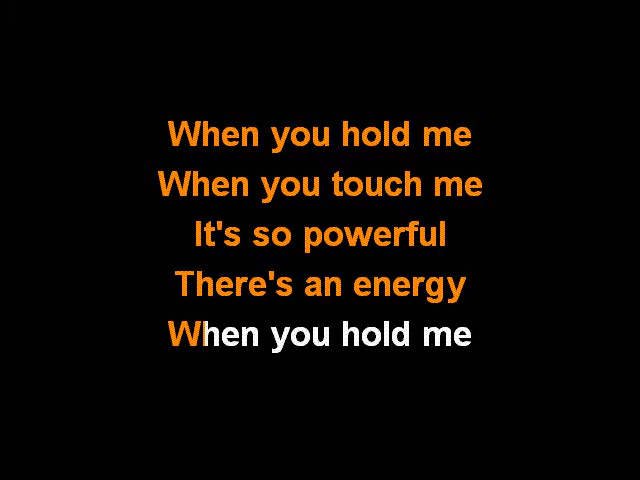 When you hold me
When you touch me
It's so powerful
There's an energy
When you hold me